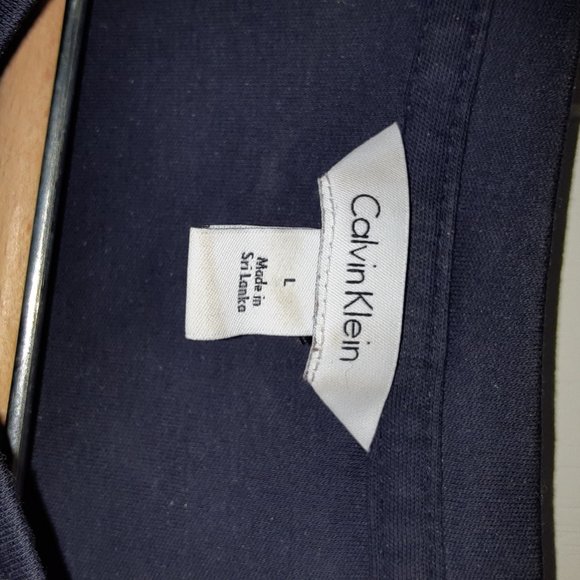 Calvin Klein
L
Made in
Sri Lanka